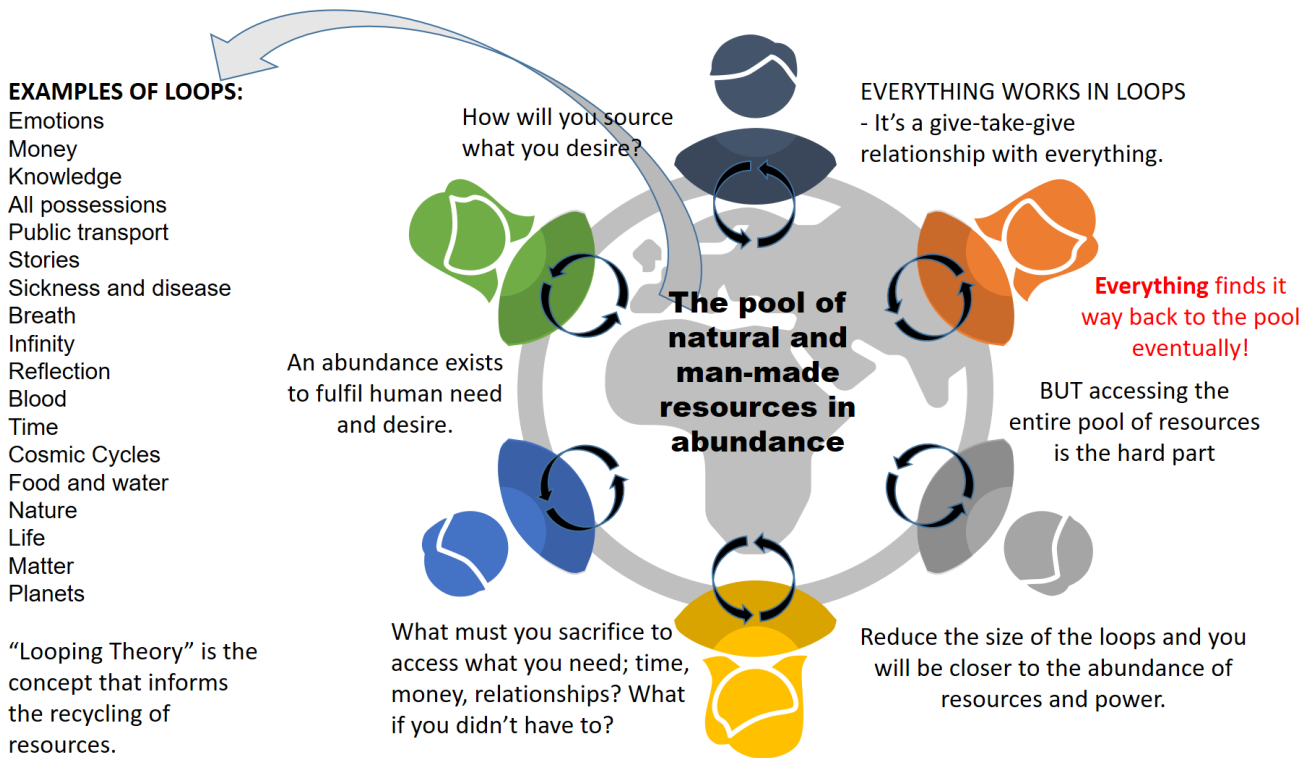 EXAMPLES OF LOOPS:
Emotions
Money
Knowledge
All possessions
Public transport
Stories
Sickness and disease
Breath
Infinity
Reflection
Blood
Time
Cosmic Cycles
Food and water
Nature
Life
Matter
Planets
“Looping Theory” is the
concept that informs
the recycling of
resources.
How will you source
what you desire?
An abundance exists
to fulfil human need
and desire.
What must you sacrifice to
access what you need; time,
money, relationships? What
if you didn’t have to?
The pool of
natural and
man-made
resources in
abundance
EVERYTHING WORKS IN LOOPS
- It’s a give-take-give
relationship with everything.
Everything finds it
way back to the pool
eventually!
BUT accessing the
entire pool of resources
is the hard part
Reduce the size of the loops and you
will be closer to the abundance of
resources and power.